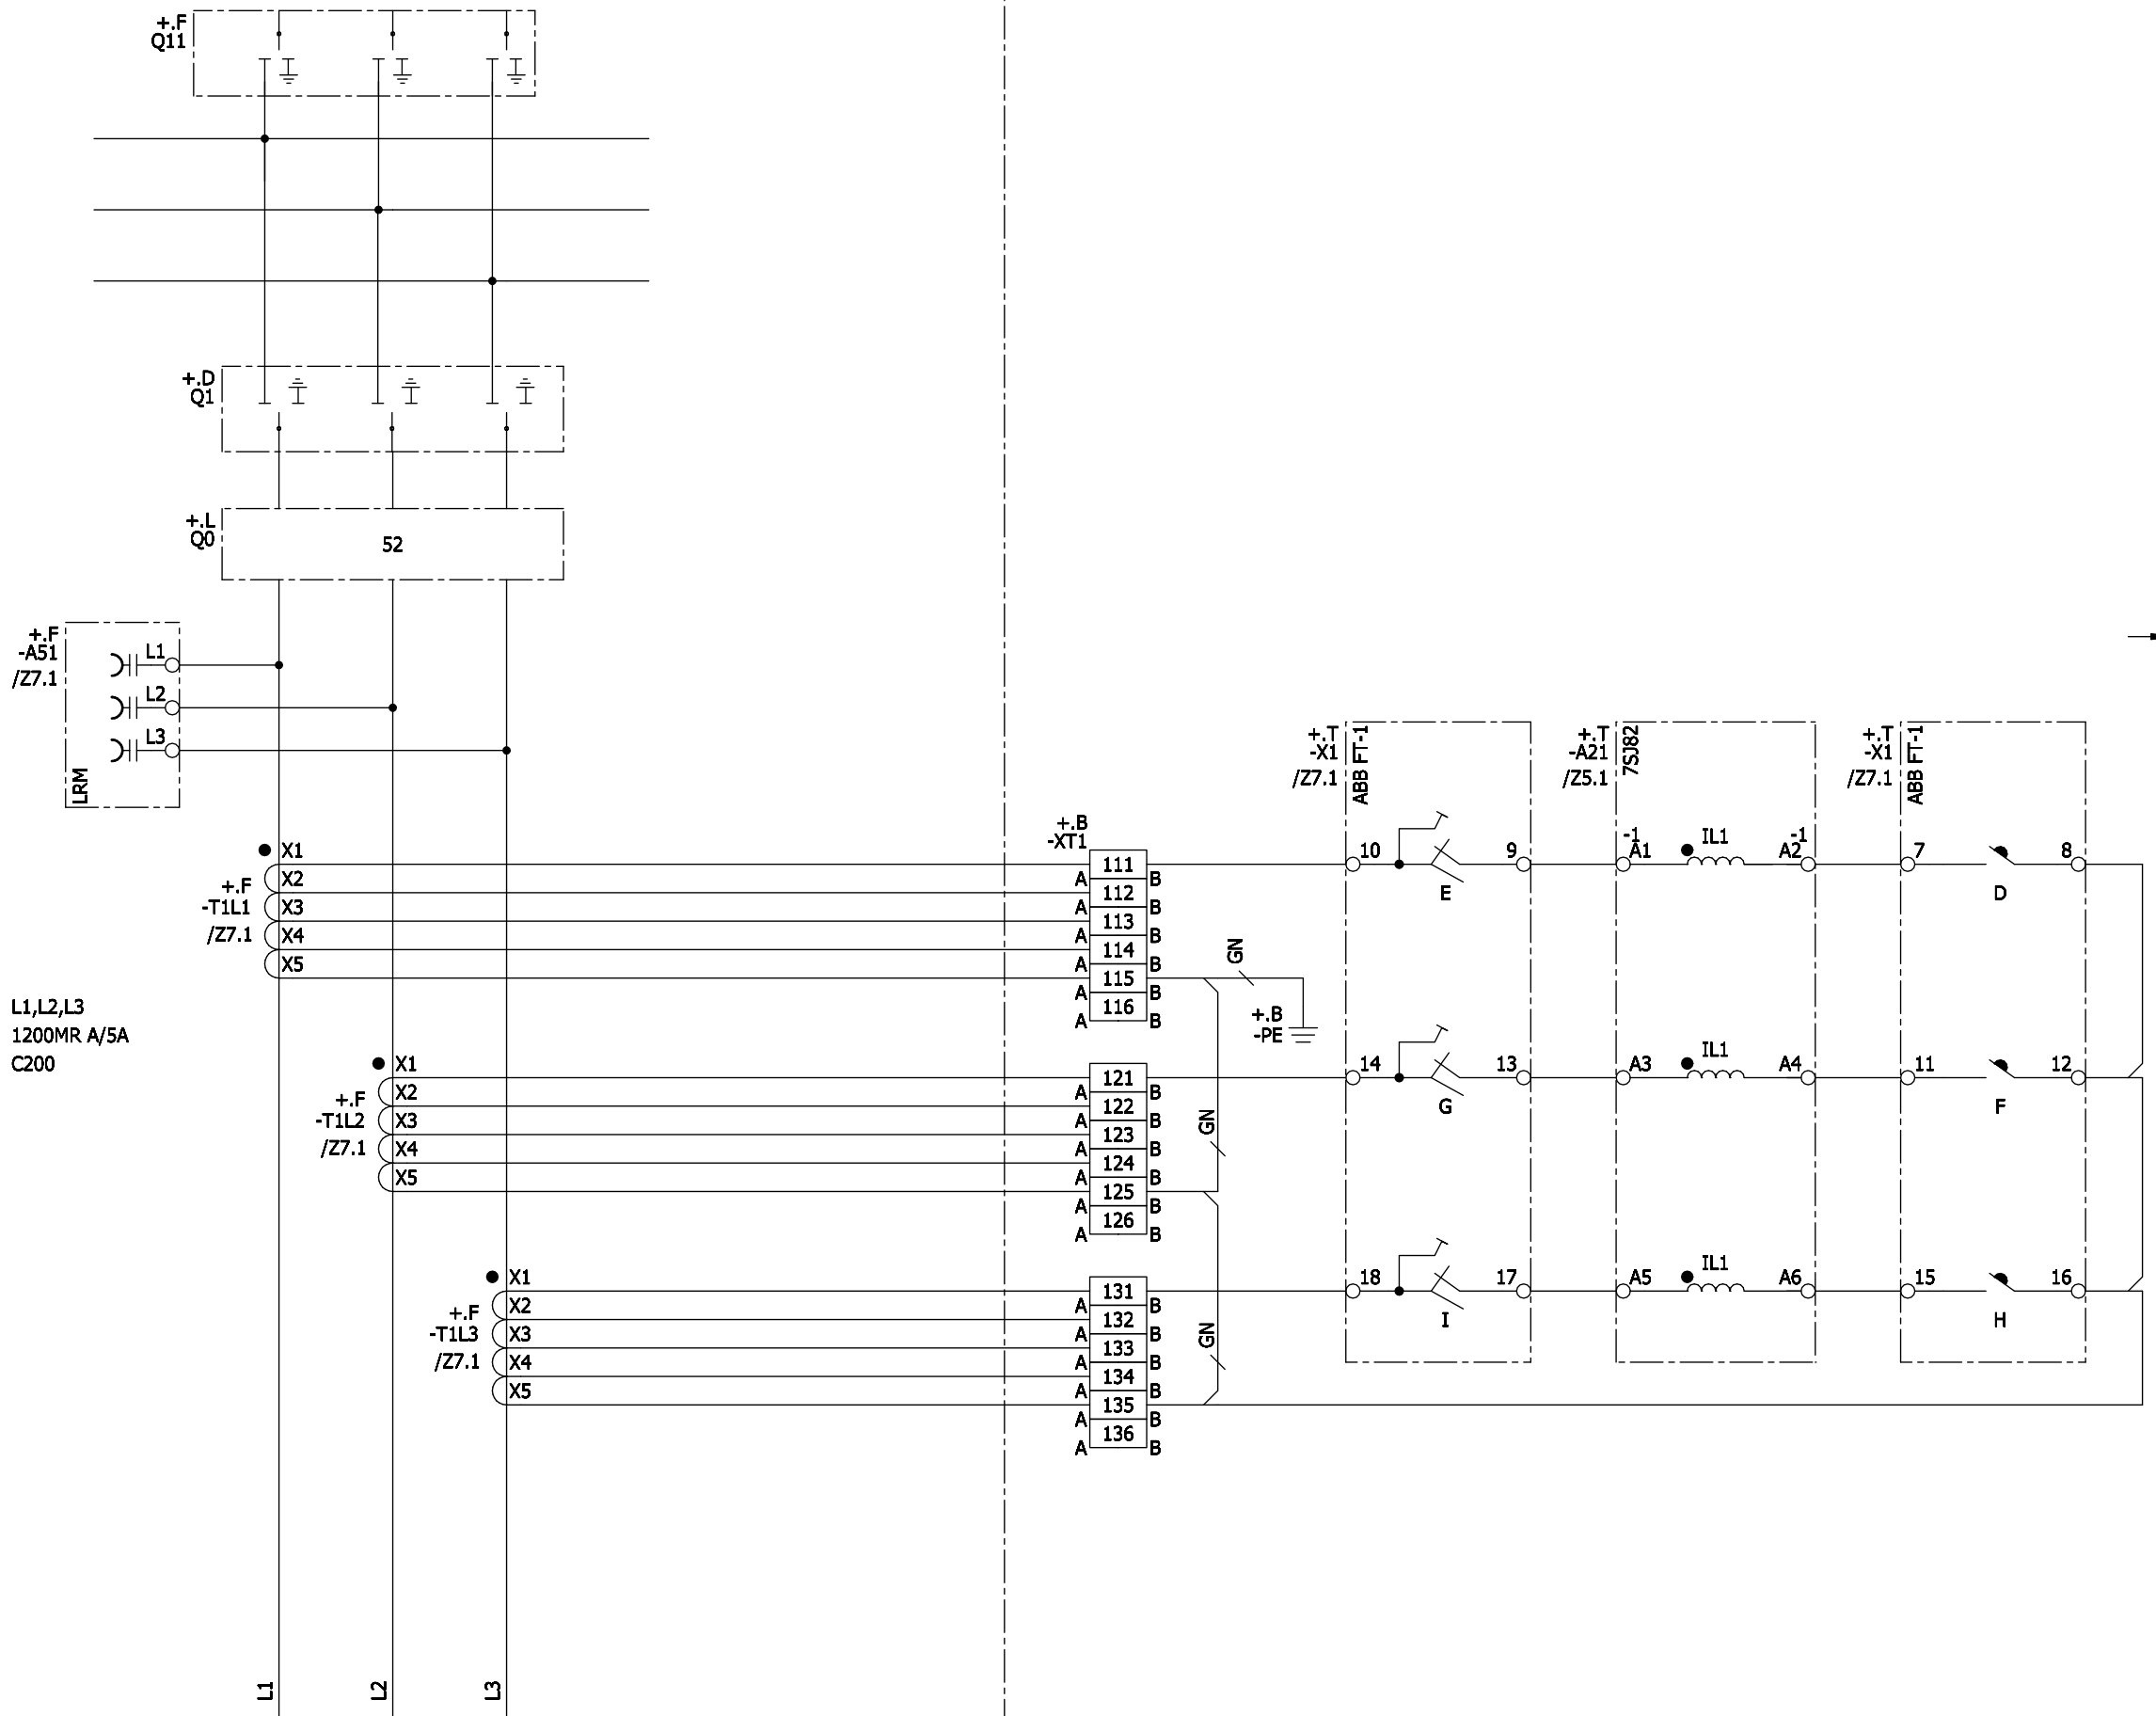 +.F
Q11
+.D
Q1
+.L
Q0
52
+.F
-A51
/Z7.1
L1
L2
L3
LRM
+.T
-X1
/Z7.1
ABB FT-1
+.T
-A21
/Z5.1
7SJ82
+.T
-X1
/Z7.1
ABB FT-1
+.B
-XT1
X1
X2
X3
X4
X5
+.F
-T1L1
/Z7.1
111
A B
112
A B
113
A B
114
A B
115
A B
116
A B
10 9
E
-1 -1
A1 IL1 A2
7 8
D
GN
+.B
-PE
L1,L2,L3
1200MR A/5A
C200
X1
X2
X3
X4
X5
+.F
-T1L2
/Z7.1
121
A B
122
A B
123
A B
124
A B
125
A B
126
A B
GN
14 13
G
A3 IL1 A4
11 12
F
X1
X2
X3
X4
X5
+.F
-T1L3
/Z7.1
131
A B
132
A B
133
A B
134
A B
135
A B
136
A B
GN
18 17
I
A5 IL1 A6
15 16
H
L1
L2
L3